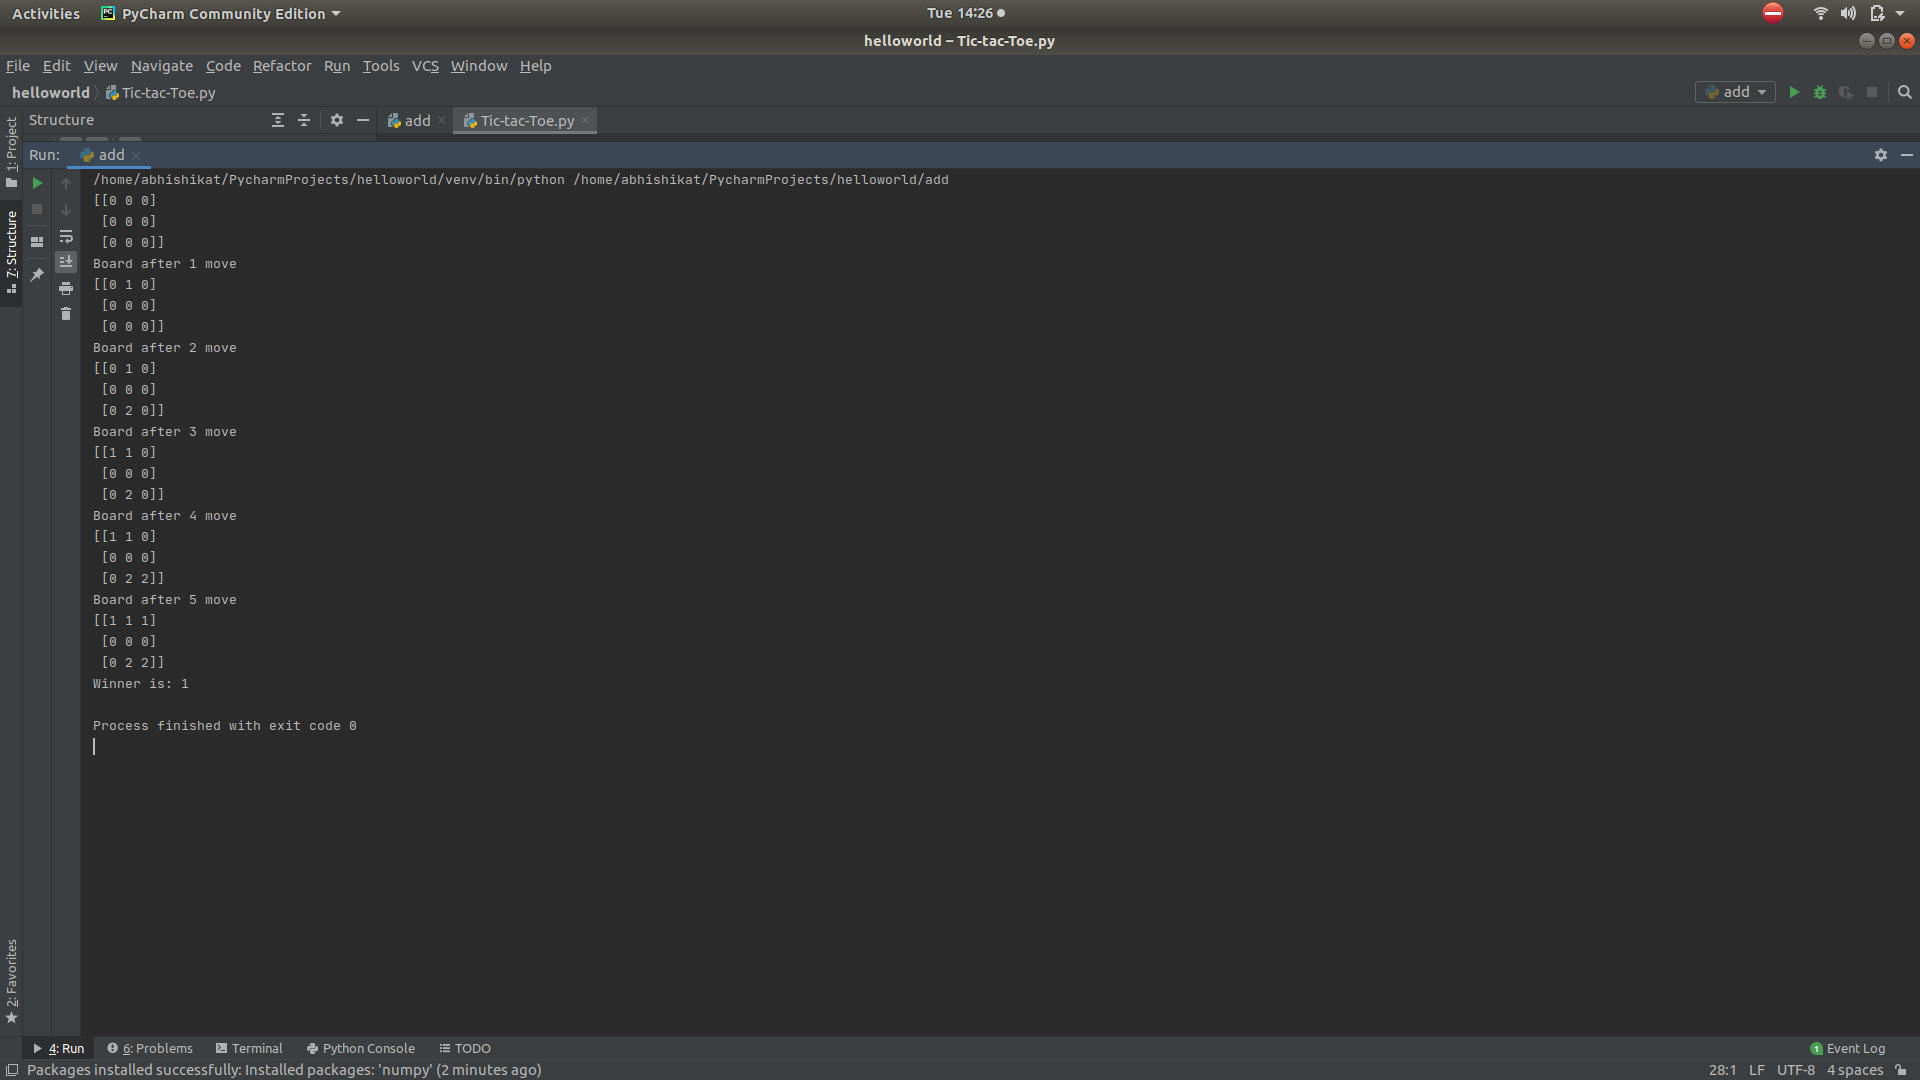 Activities PyCharm Community Edition Tue 14:26
helloworld – Tic-tac-Toe.py
File Edit View Navigate Code Refactor Run Tools VCS Window Help
helloworld Tic-tac-Toe.py add
Structure add Tic-tac-Toe.py
1: Project
Run: add
7: Structure
/home/abhishikat/PycharmProjects/helloworld/venv/bin/python /home/abhishikat/PycharmProjects/helloworld/add
[[0 0 0]
[0 0 0]
[0 0 0]]
Board after 1 move
[[0 1 0]
[0 0 0]
[0 0 0]]
Board after 2 move
[[0 1 0]
[0 0 0]
[0 2 0]]
Board after 3 move
[[1 1 0]
[0 0 0]
[0 2 0]]
Board after 4 move
[[1 1 0]
[0 0 0]
[0 2 2]]
Board after 5 move
[[1 1 1]
[0 0 0]
[0 2 2]]
Winner is: 1
Process finished with exit code 0
2: Favorites
4: Run 6: Problems Terminal Python Console TODO 1 Event Log
Packages installed successfully: Installed packages: 'numpy' (2 minutes ago) 28:1 LF UTF-8 4 spaces